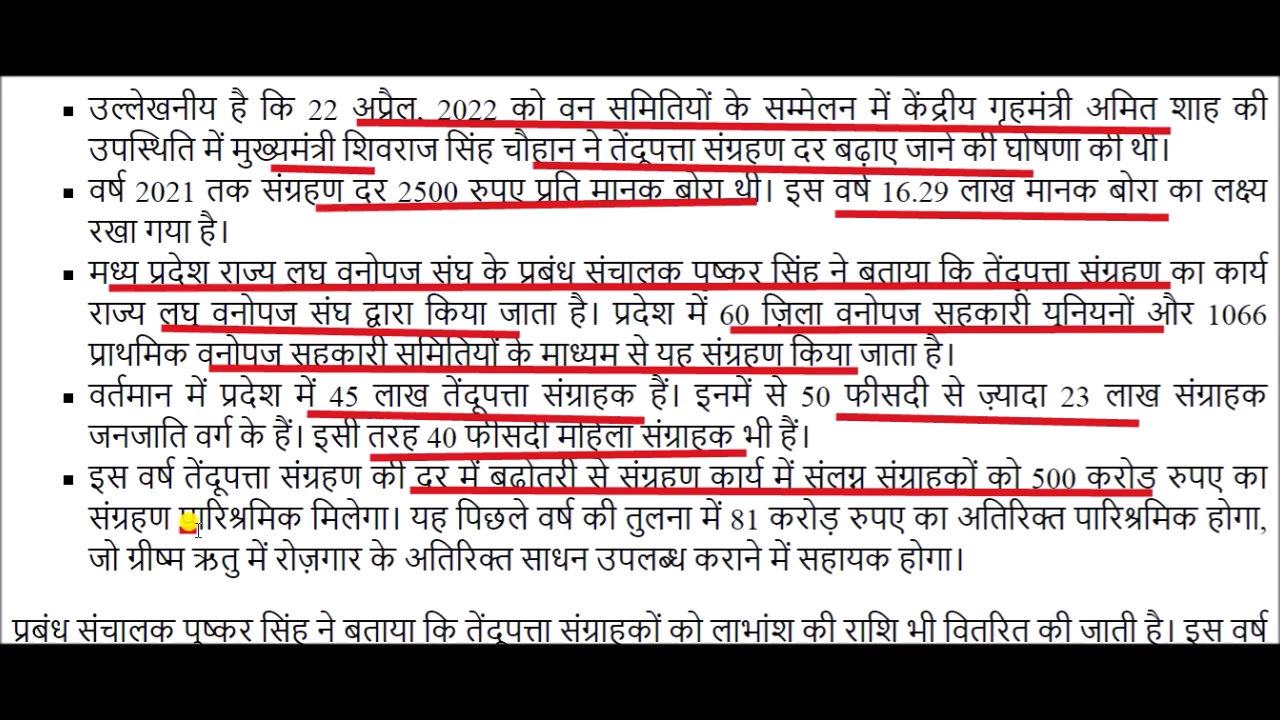 ▪ उल्लेखनीय है कि 22 अप्रैल, 2022 को वन समितियों के सम्मेलन में केंद्रीय गृहमंत्री अमित शाह की
उपस्थिति में मुख्यमंत्री शिवराज सिंह चौहान ने तेंदूपत्ता संग्रहण दर बढ़ाए जाने की घोषणा की थी।
▪ वर्ष 2021 तक संग्रहण दर 2500 रुपए प्रति मानक बोरा थी। इस वर्ष 16.29 लाख मानक बोरा का लक्ष्य
रखा गया है।
▪ मध्य प्रदेश राज्य लघु वनोपज संघ के प्रबंध संचालक पुष्कर सिंह ने बताया कि तेंदूपत्ता संग्रहण का कार्य
राज्य लघु वनोपज संघ द्वारा किया जाता है। प्रदेश में 60 ज़िला वनोपज सहकारी यूनियनों और 1066
प्राथमिक वनोपज सहकारी समितियों के माध्यम से यह संग्रहण किया जाता है।
▪ वर्तमान में प्रदेश में 45 लाख तेंदूपत्ता संग्राहक हैं। इनमें से 50 फीसदी से ज़्यादा 23 लाख संग्राहक
जनजाति वर्ग के हैं। इसी तरह 40 फीसदी महिला संग्राहक भी हैं।
▪ इस वर्ष तेंदूपत्ता संग्रहण की दर में बढ़ोतरी से संग्रहण कार्य में संलग्न संग्राहकों को 500 करोड़ रुपए का
संग्रहण पारिश्रमिक मिलेगा। यह पिछले वर्ष की तुलना में 81 करोड़ रुपए का अतिरिक्त पारिश्रमिक होगा,
जो ग्रीष्म ऋतु में रोज़गार के अतिरिक्त साधन उपलब्ध कराने में सहायक होगा।
प्रबंध संचालक पुष्कर सिंह ने बताया कि तेंदूपत्ता संग्राहकों को लाभांश की राशि भी वितरित की जाती है। इस वर्ष